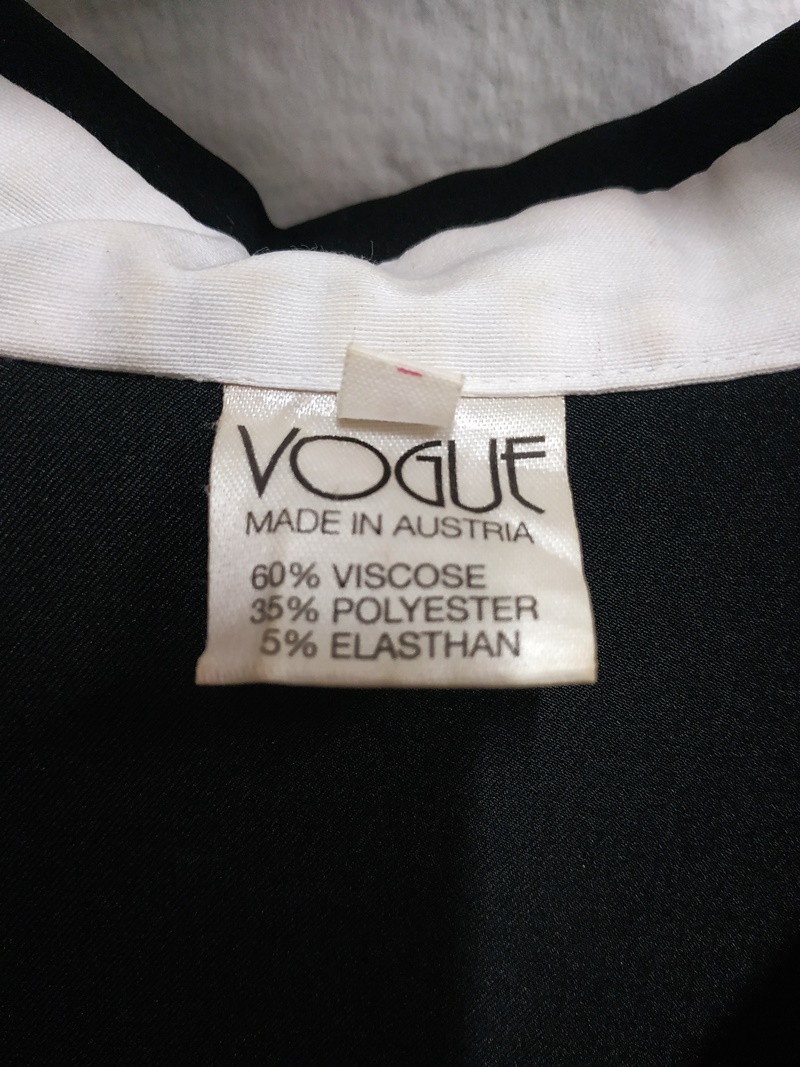 VOGUE
MADE IN AUSTRIA
60% VISCOSE
35% POLYESTER
5% ELASTHAN